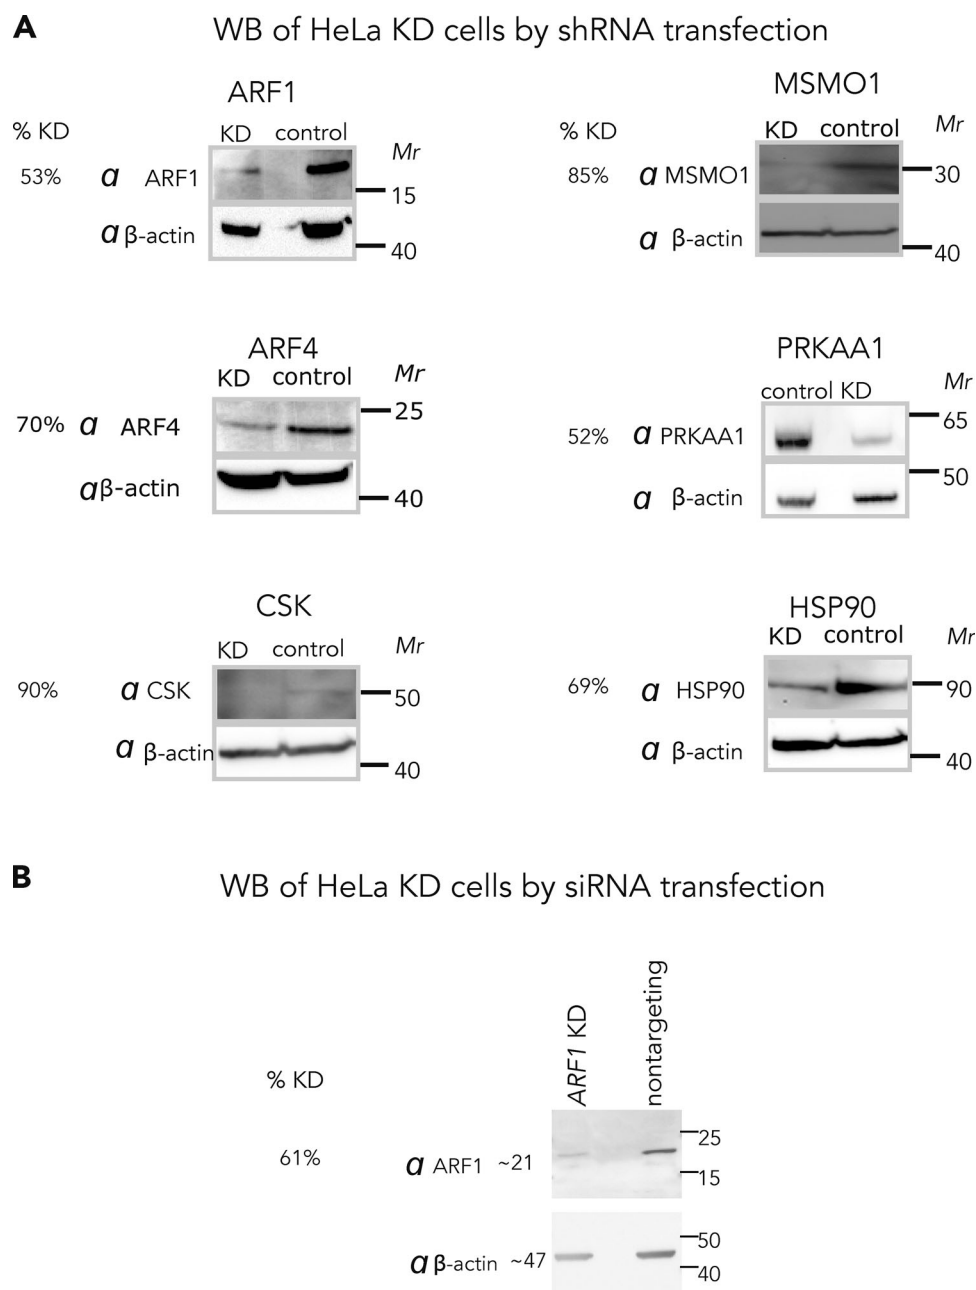 A
WB of HeLa KD cells by shRNA transfection
ARF1
% KD
KD control
Mr
53%
α ARF1
15
α β-actin
40
MSMO1
% KD
KD control
Mr
85%
α MSMO1
30
α β-actin
40
ARF4
KD control
Mr
25
70% α ARF4
αβ-actin
40
PRKAA1
control KD
Mr
65
52% α PRKAA1
50
α β-actin
CSK
KD control
Mr
90% α CSK
50
α β-actin
40
HSP90
KD control
Mr
69% α HSP90
90
α β-actin
40
B
WB of HeLa KD cells by siRNA transfection
ARF1 KD
nontargeting
% KD
25
61%
α ARF1 ~21
15
50
α β-actin ~47
40